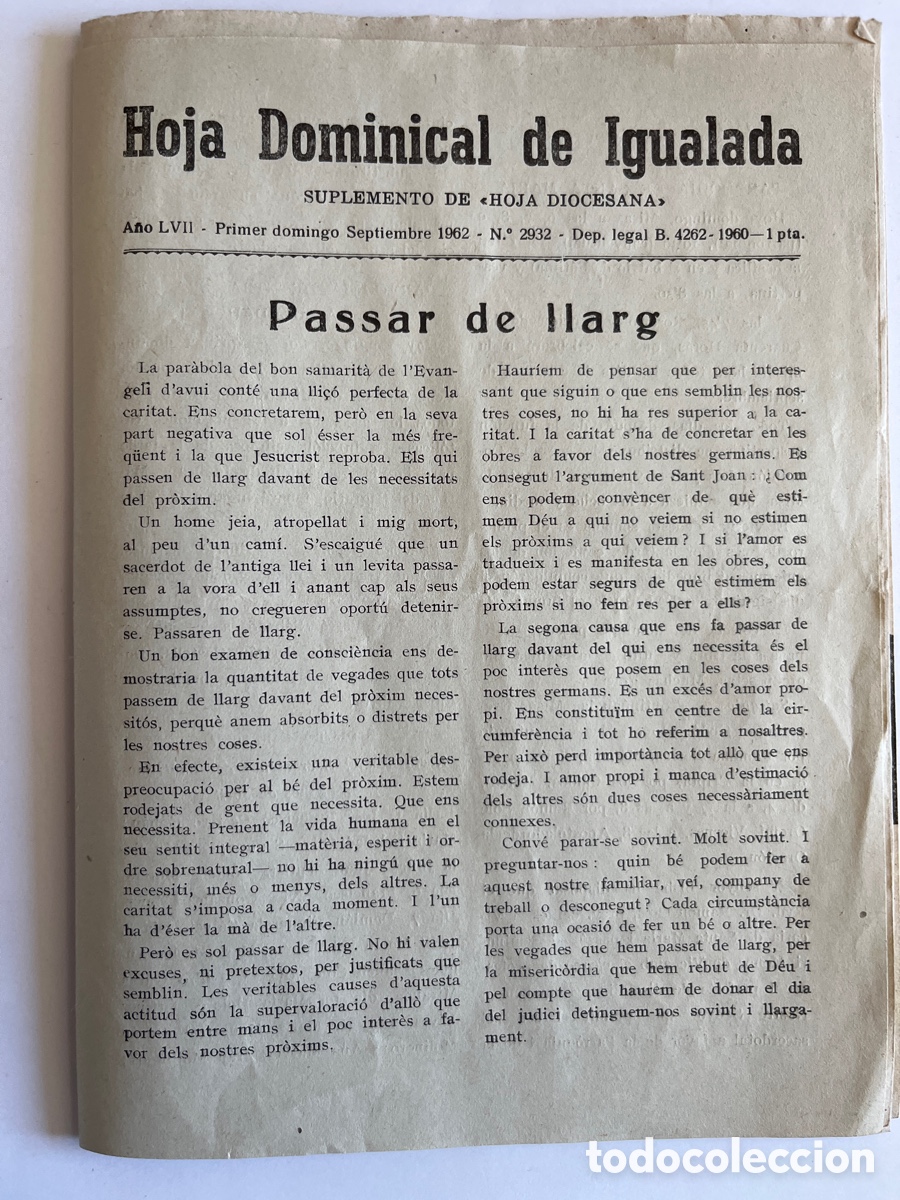 Hoja Dominical de Igualada
SUPLEMENTO DE «HOJA DIOCESANA»
Año LVII - Primer domingo Septiembre 1962 - N.º 2932 - Dep. legal B. 4262-1960—1 pta.
Passar de llarg
La paràbola del bon samarità de l'Evan-
geli d'avui conté una lliçó perfecta de la
caritat. Ens concretarem, però en la seva
part negativa que sol ésser la més fre-
qüent i la que Jesucrist reproba. Els qui
passen de llarg davant de les necessitats
del pròxim.
Un home jeia, atropellat i mig mort,
al peu d'un camí. S'escaigué que un
sacerdot de l'antiga llei i un levita passa-
ren a la vora d'ell i anant cap als seus
assumptes, no cregueren oportú detenir-
se. Passaren de llarg.
Un bon examen de consciència ens de-
mostraria la quantitat de vegades que tots
passem de llarg davant del pròxim neces-
sitós, perquè anem absorbits o distrets per
les nostres coses.
En efecte, existeix una veritable des-
preocupació per al bé del pròxim. Estem
rodejats de gent que necessita. Que ens
necessita. Prenent la vida humana en el
seu sentit integral —matèria, esperit i or-
dre sobrenatural— no hi ha ningú que no
necessiti, més o menys, dels altres. La
caritat s'imposa a cada moment. I l'un
ha d'éser la mà de l'altre.
Però es sol passar de llarg. No hi valen
excuses, ni pretextos, per justificats que
semblin. Les veritables causes d'aquesta
actitud són la supervaloració d'allò que
portem entre mans i el poc interès a fa-
vor dels nostres pròxims.
Hauríem de pensar que per interes-
sant que siguin o que ens semblin les nos-
tres coses, no hi ha res superior a la ca-
ritat. I la caritat s'ha de concretar en les
obres a favor dels nostres germans. Es
consegut l'argument de Sant Joan: ¿Com
ens podem convèncer de què esti-
mem Déu a qui no veiem si no estimen
els pròxims a qui veiem? I si l'amor es
tradueix i es manifesta en les obres, com
podem estar segurs de què estimem els
pròxims si no fem res per a ells?
La segona causa que ens fa passar de
llarg davant del qui ens necessita és el
poc interès que posem en les coses dels
nostres germans. Es un excés d'amor pro-
pi. Ens constituïm en centre de la cir-
cumferència i tot ho referim a nosaltres.
Per això perd importància tot allò que ens
rodeja. I amor propi i manca d'estimació
dels altres són dues coses necessàriament
connexes.
Convé parar-se sovint. Molt sovint. I
preguntar-nos: quin bé podem fer a
aquest nostre familiar, veí, company de
treball o desconegut? Cada circumstància
porta una ocasió de fer un bé o altre. Per
les vegades que hem passat de llarg, per
la misericòrdia que hem rebut de Déu i
pel compte que haurem de donar el dia
del judici detinguem-nos sovint i llarga-
ment.
todocoleccion